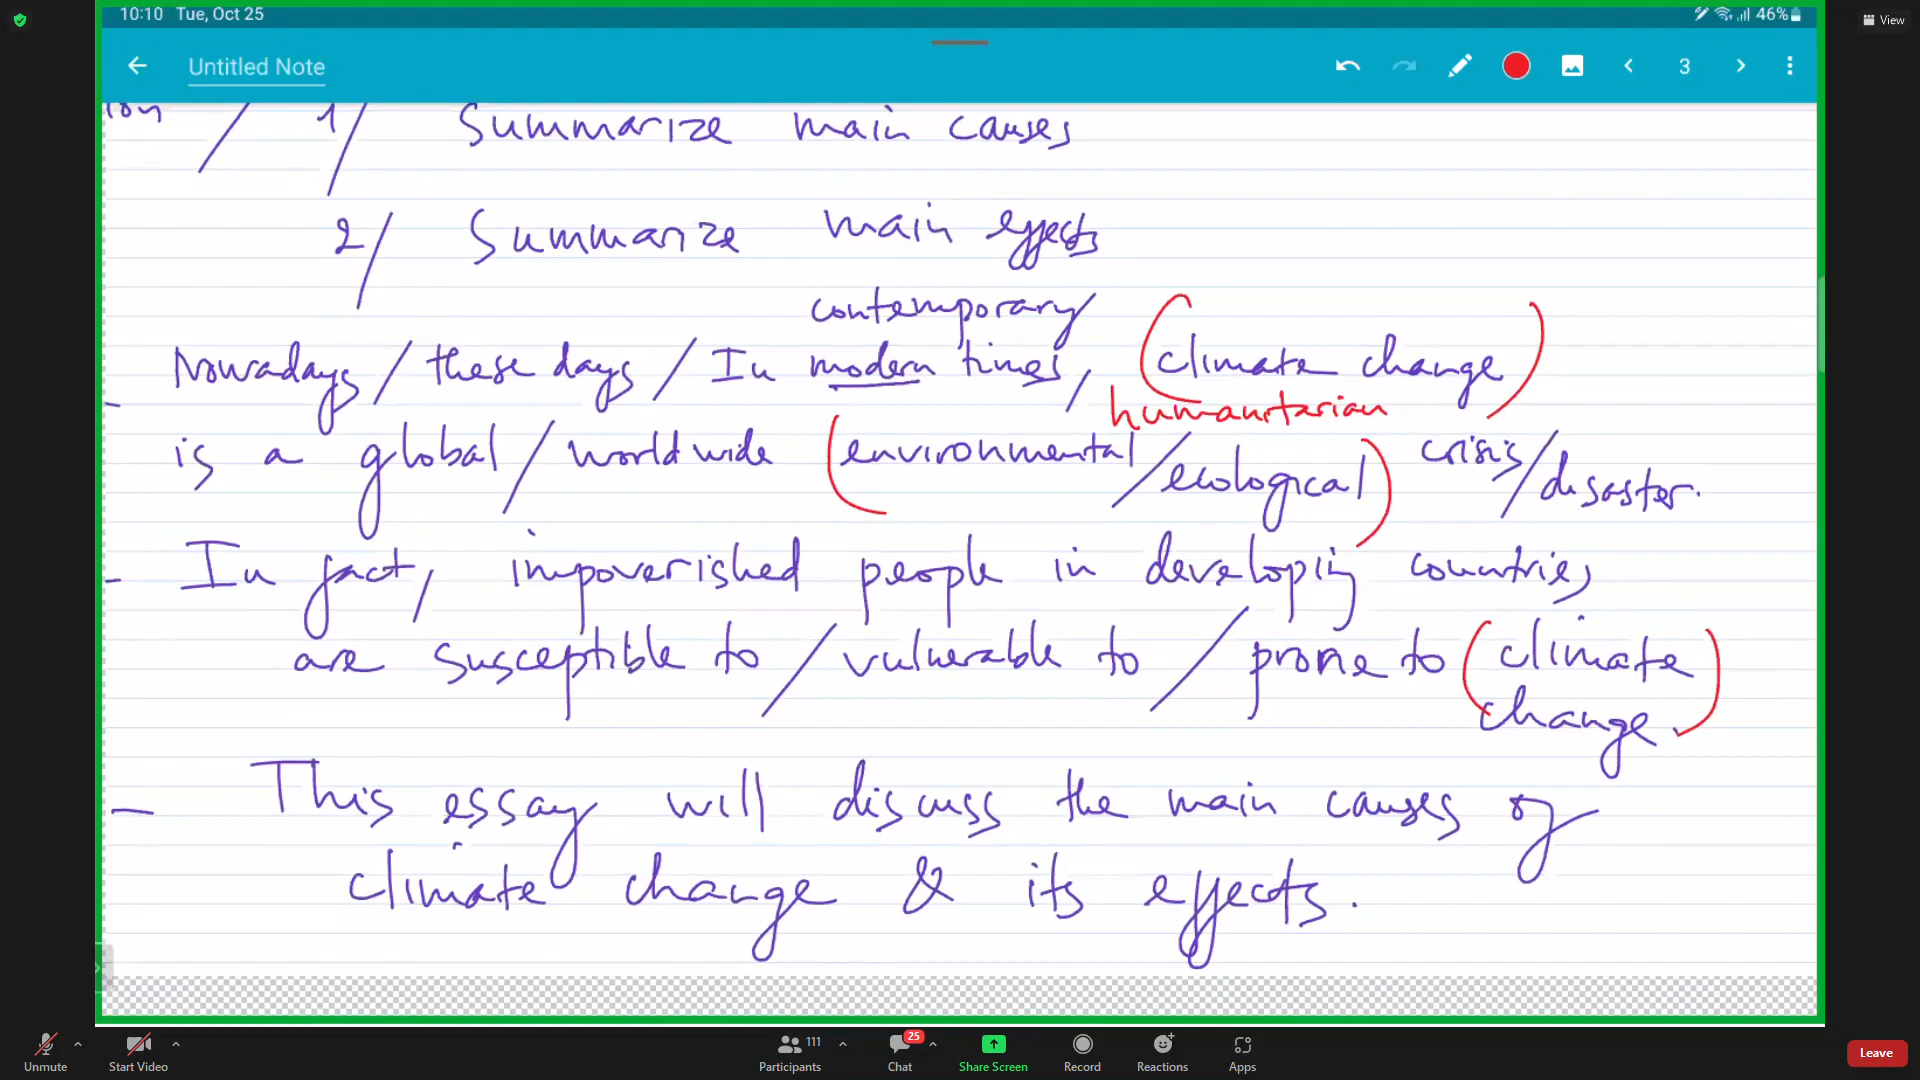 10:10 Tue, Oct 25
46%
View
Untitled Note
3
ion / 1/ Summarize main causes
2/ Summarize main effects
contemporary/
Nowadays / these days / In modern times, (climate change)
humanitarian
- is a global / worldwide (environmental / ecological) crisis / disaster.
- In fact, impoverished people in developing countries
are susceptible to / vulnerable to / prone to (climate
change.)
- This essay will discuss the main causes of
climate change & its effects.
Unmute
Start Video
111
Participants
25
Chat
Share Screen
Record
Reactions
Apps
Leave